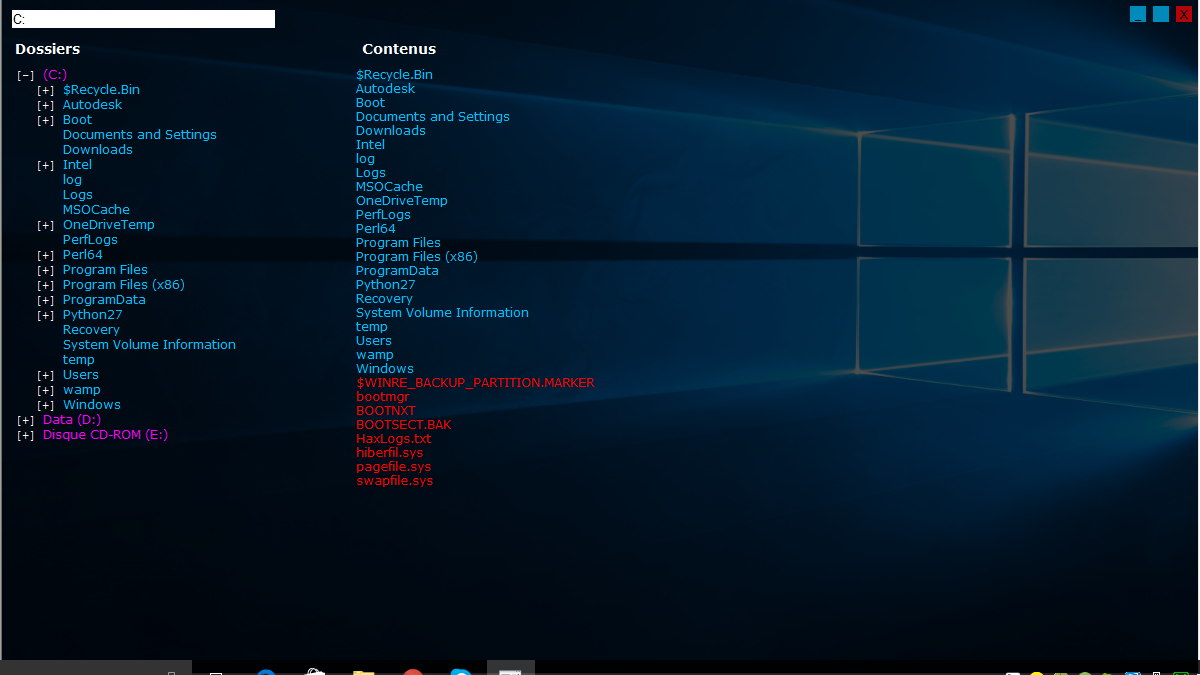 C:
_ X
Dossiers
[-] (C:)
[+] $Recycle.Bin
[+] Autodesk
[+] Boot
Documents and Settings
Downloads
[+] Intel
log
Logs
MSOCache
[+] OneDriveTemp
PerfLogs
[+] Perl64
[+] Program Files
[+] Program Files (x86)
[+] ProgramData
[+] Python27
Recovery
System Volume Information
temp
[+] Users
[+] wamp
[+] Windows
[+] Data (D:)
[+] Disque CD-ROM (E:)
Contenus
$Recycle.Bin
Autodesk
Boot
Documents and Settings
Downloads
Intel
log
Logs
MSOCache
OneDriveTemp
PerfLogs
Perl64
Program Files
Program Files (x86)
ProgramData
Python27
Recovery
System Volume Information
temp
Users
wamp
Windows
$WINRE_BACKUP_PARTITION.MARKER
bootmgr
BOOTNXT
BOOTSECT.BAK
HaxLogs.txt
hiberfil.sys
pagefile.sys
swapfile.sys